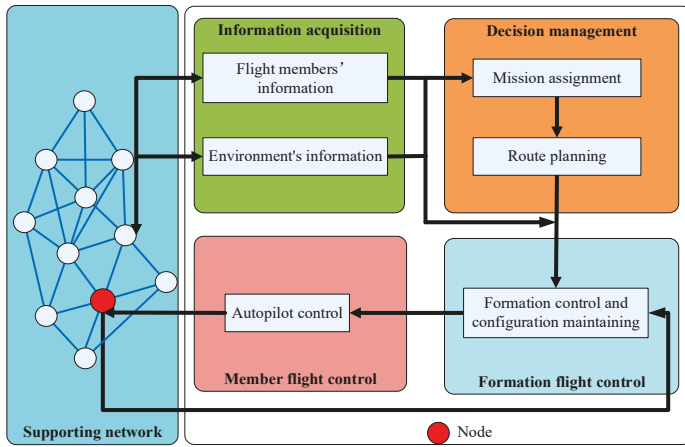 Information acquisition
Flight members' information
Environment's information
Decision management
Mission assignment
Route planning
Autopilot control
Member flight control
Formation control and
configuration maintaining
Formation flight control
Supporting network
Node